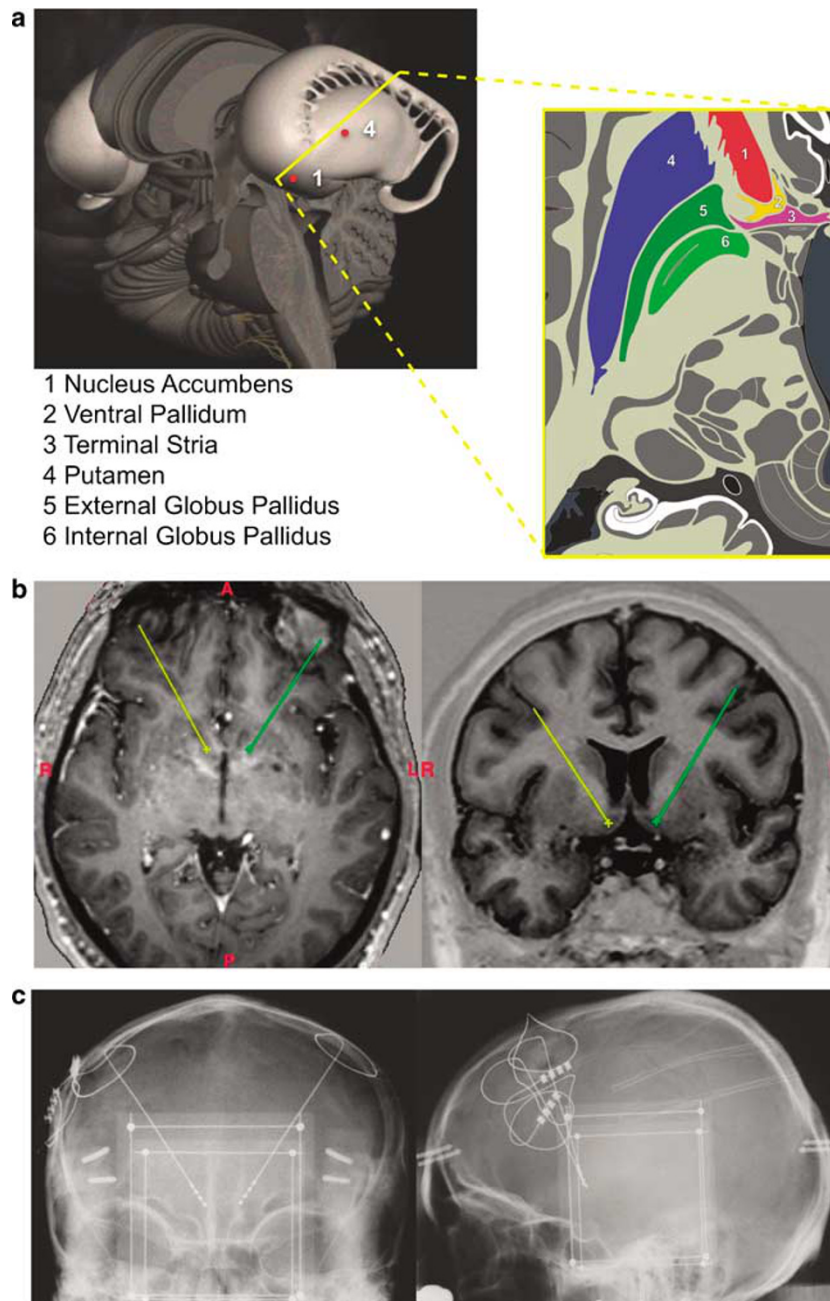 a
4
1
1
4
2
3
5
6
1 Nucleus Accumbens
2 Ventral Pallidum
3 Terminal Stria
4 Putamen
5 External Globus Pallidus
6 Internal Globus Pallidus
b
A
R
L R
P
c